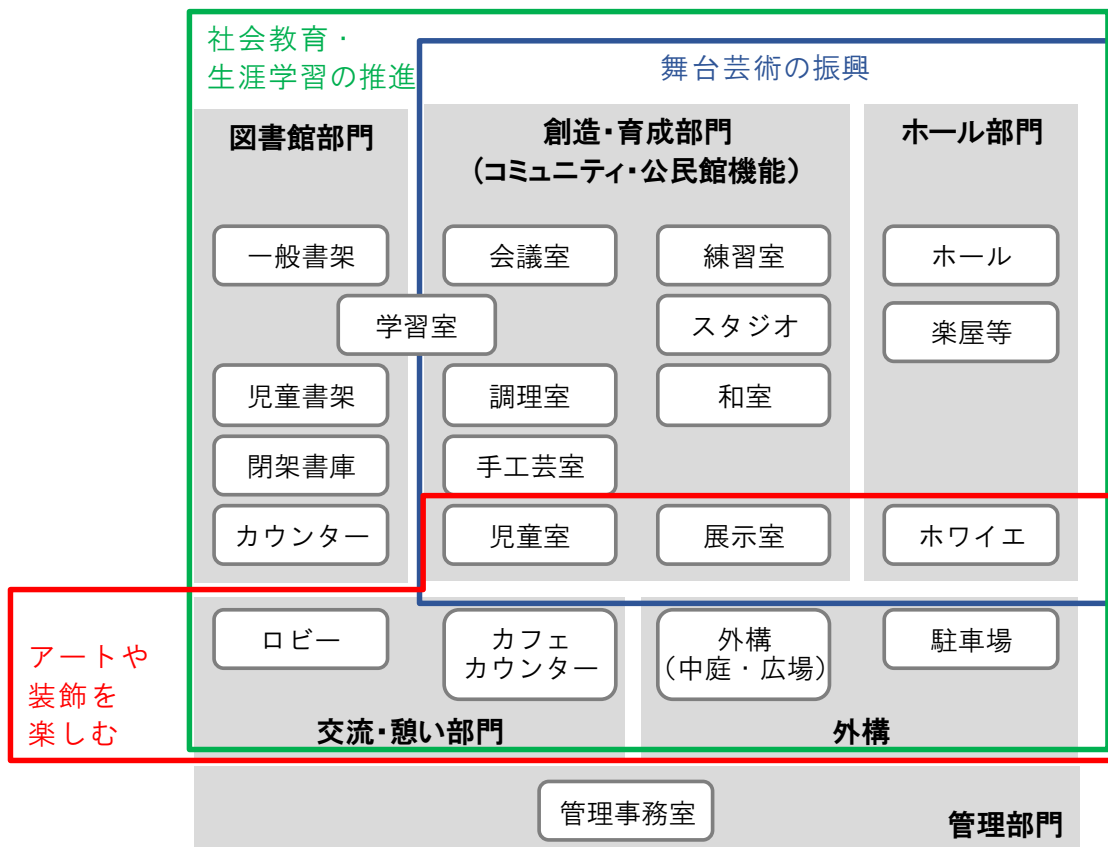 社会教育・
生涯学習の推進
舞台芸術の振興
図書館部門
創造・育成部門
（コミュニティ・公民館機能）
ホール部門
一般書架
会議室
練習室
ホール
学習室
スタジオ
楽屋等
児童書架
調理室
和室
閉架書庫
手工芸室
カウンター
児童室
展示室
ホワイエ
アートや
装飾を
楽しむ
ロビー
カフェ
カウンター
外構
（中庭・広場）
駐車場
交流・憩い部門
外構
管理事務室
管理部門